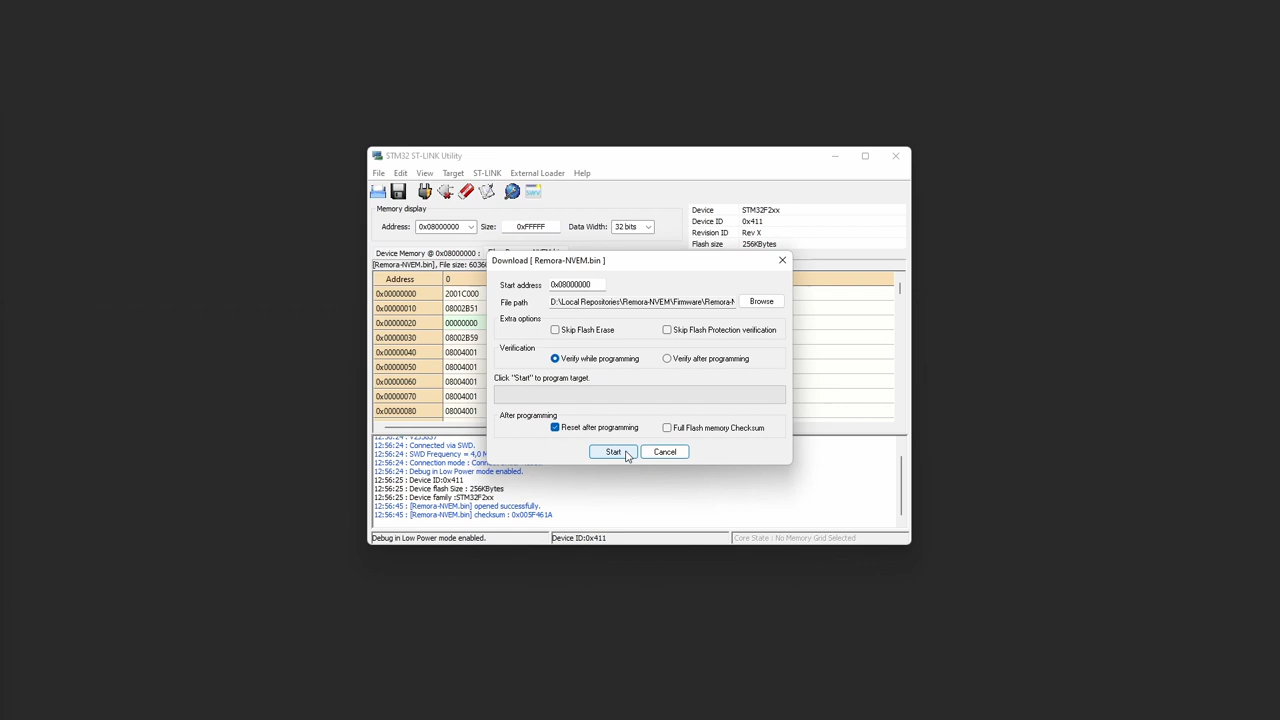 STM32 ST-LINK Utility
File Edit View Target ST-LINK External Loader Help
Memory display
Address: 0x08000000 Size: 0xFFFFF Data Width: 32 bits
Device STM32F2xx
Device ID 0x411
Revision ID Rev X
Flash size 256KBytes
Device Memory @ 0x08000000 :
[Remora-NVEM.bin], File size: 6036
Address 0
0x00000000 2001C000
0x00000010 08002B51
0x00000020 00000000
0x00000030 08002B59
0x00000040 08004001
0x00000050 08004001
0x00000060 08004001
0x00000070 08004001
0x00000080 08004001
Download [ Remora-NVEM.bin ]
Start address 0x08000000
File path D:\Local Repositories\Remora-NVEM\Firmware\Remora-N Browse
Extra options
Skip Flash Erase Skip Flash Protection verification
Verification
Verify while programming Verify after programming
Click "Start" to program target.
After programming
Reset after programming Full Flash memory Checksum
Start Cancel
12:56:24 : Connected via SWD.
12:56:24 : SWD Frequency = 4,0 M
12:56:24 : Connection mode :
12:56:24 : Debug in Low Power mode enabled.
12:56:25 : Device ID:0x411
12:56:25 : Device flash Size : 256KBytes
12:56:25 : Device family :STM32F2xx
12:56:45 : [Remora-NVEM.bin] opened successfully.
12:56:45 : [Remora-NVEM.bin] checksum : 0x005F461A
Debug in Low Power mode enabled. Device ID:0x411 Core State : No Memory Grid Selected